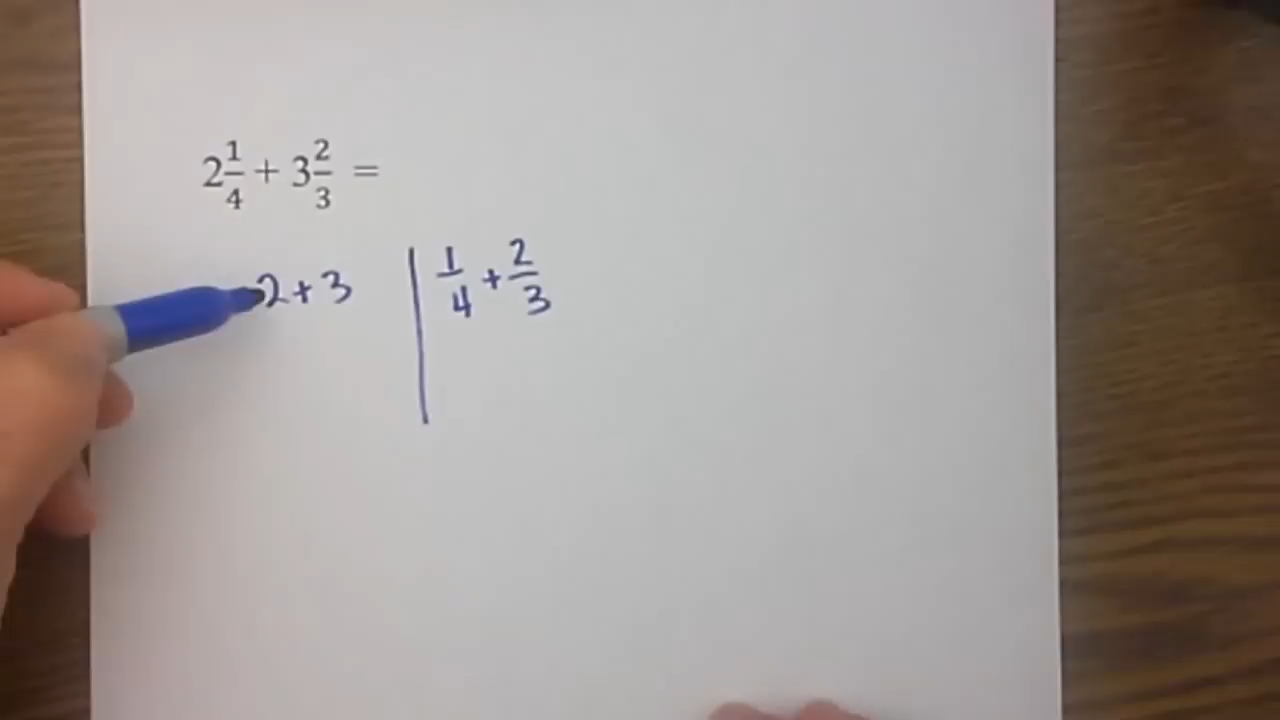 2 1/4 + 3 2/3 =
2 + 3 | 1/4 + 2/3